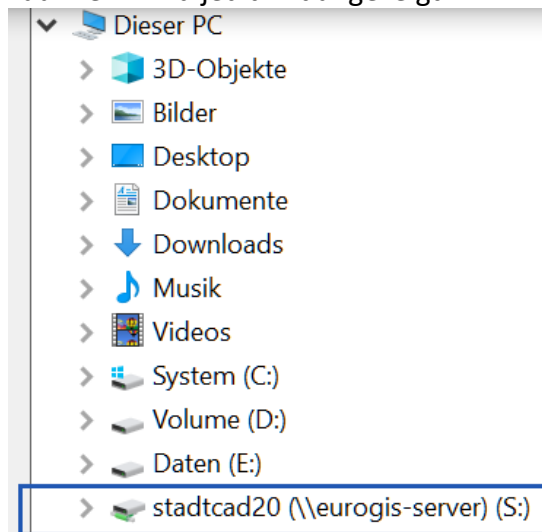 Dieser PC
3D-Objekte
Bilder
Desktop
Dokumente
Downloads
Musik
Videos
System (C:)
Volume (D:)
Daten (E:)
stadtcad20 (\\eurogis-server) (S:)